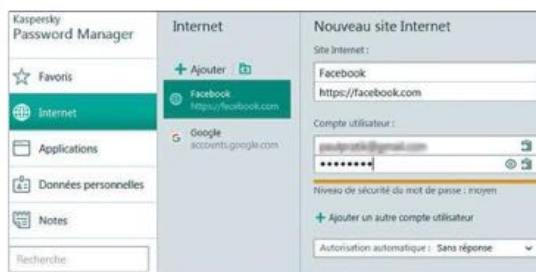 Kaspersky
Password Manager
Favoris
Internet
Applications
Données personnelles
Notes
Recherche
Internet
Ajouter
Facebook
https://facebook.com
Google
accounts.google.com
Nouveau site Internet
Site Internet :
Facebook
https://facebook.com
Compte utilisateur :
••••••••
Niveau de sécurité du mot de passe : moyen
Ajouter un autre compte utilisateur
Autorisation automatique : Sans réponse